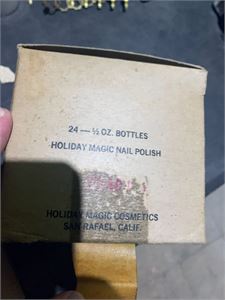 24 — ½ OZ. BOTTLES
HOLIDAY MAGIC NAIL POLISH
HOLIDAY MAGIC COSMETICS
SAN RAFAEL, CALIF.